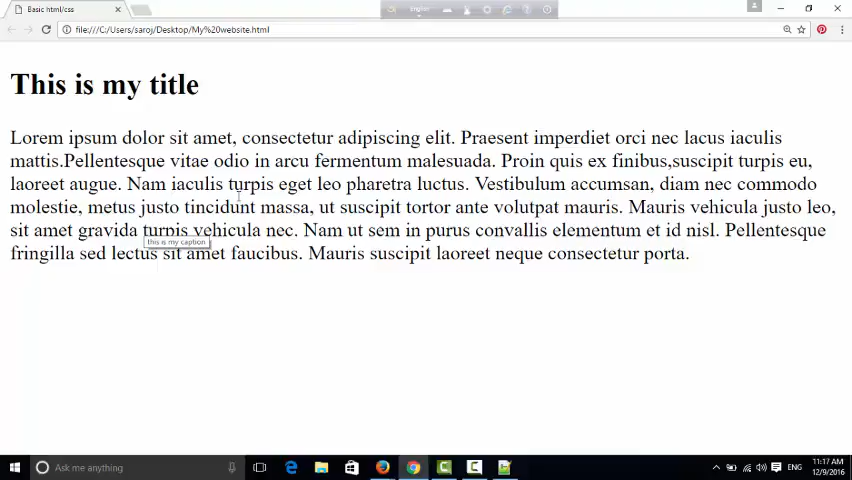 Basic html/css
English
file:///C:/Users/saroj/Desktop/My%20website.html
This is my title
Lorem ipsum dolor sit amet, consectetur adipiscing elit. Praesent imperdiet orci nec lacus iaculis
mattis.Pellentesque vitae odio in arcu fermentum malesuada. Proin quis ex finibus,suscipit turpis eu,
laoreet augue. Nam iaculis turpis eget leo pharetra luctus. Vestibulum accumsan, diam nec commodo
molestie, metus justo tincidunt massa, ut suscipit tortor ante volutpat mauris. Mauris vehicula justo leo,
sit amet gravida turpis vehicula nec. Nam ut sem in purus convallis elementum et id nisl. Pellentesque
this is my caption
fringilla sed lectus sit amet faucibus. Mauris suscipit laoreet neque consectetur porta.
Ask me anything
ENG
11:17 AM
12/9/2016